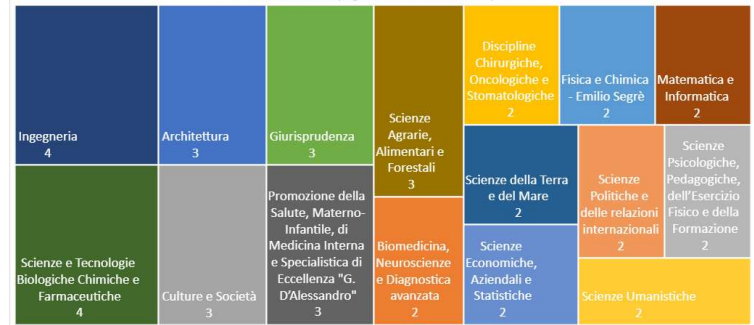 Ingegneria
4
Architettura
3
Giurisprudenza
3
Scienze
Agrarie,
Alimentari e
Forestali
3
Discipline
Chirurgiche,
Oncologiche e
Stomatologiche
2
Fisica e Chimica
- Emilio Segrè
2
Matematica e
Informatica
2
Scienze e Tecnologie
Biologiche Chimiche e
Farmaceutiche
4
Culture e Società
3
Promozione della
Salute, Materno-
Infantile, di
Medicina Interna
e Specialistica di
Eccellenza "G.
D’Alessandro"
3
Biomedicina,
Neuroscienze
e Diagnostica
avanzata
2
Scienze della Terra
e del Mare
2
Scienze
Politiche e
delle relazioni
internazionali
2
Scienze
Psicologiche,
Pedagogiche,
dell’Esercizio
Fisico e della
Formazione
2
Scienze
Economiche,
Aziendali e
Statistiche
2
Scienze Umanistiche
2